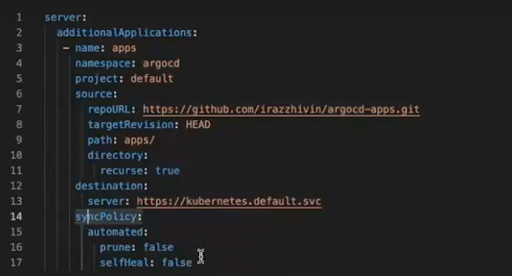 1 server:
2 additionalApplications:
3 - name: apps
4 namespace: argocd
5 project: default
6 source:
7 repoURL: https://github.com/irazzhivin/argocd-apps.git
8 targetRevision: HEAD
9 path: apps/
10 directory:
11 recurse: true
12 destination:
13 server: https://kubernetes.default.svc
14 syncPolicy:
15 automated:
16 prune: false
17 selfHeal: false